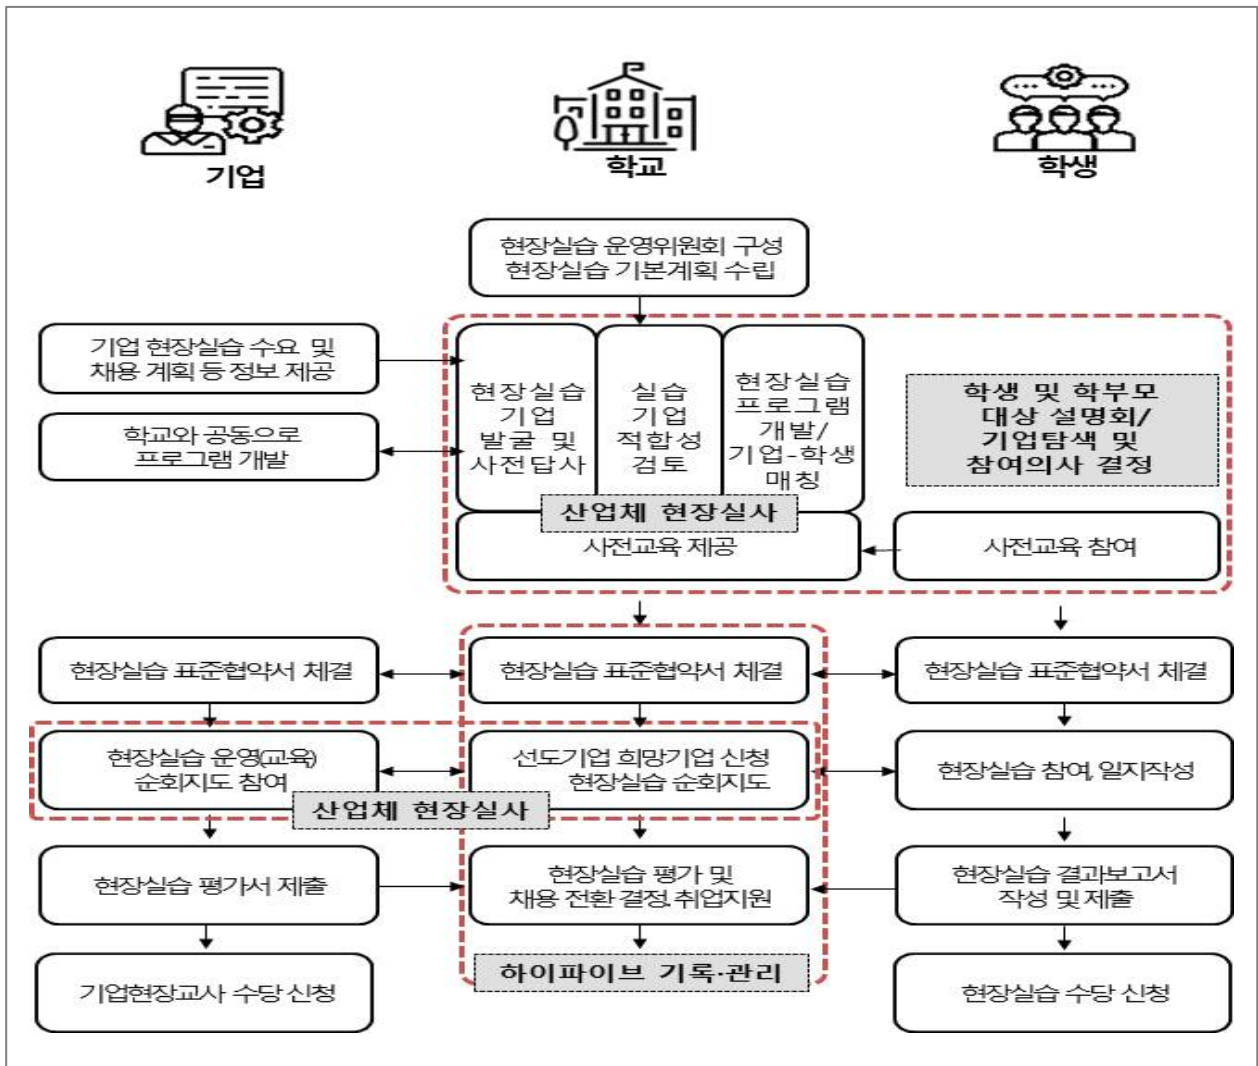 기업
학교
학생
현장실습 운영위원회 구성
현장실습 기본계획 수립
기업 현장실습 수요 및
채용 계획 등 정보 제공
학교와 공동으로
프로그램 개발
현장실습
기업
발굴 및
사전답사
실습
기업
적합성
검토
현장실습
프로그램
개발/
기업-학생
매칭
학생 및 학부모
대상 설명회/
기업탐색 및
참여의사 결정
산업체 현장실사
사전교육 제공
사전교육 참여
현장실습 표준협약서 체결
현장실습 표준협약서 체결
현장실습 표준협약서 체결
현장실습 운영(교육)
순회지도 참여
선도기업 희망기업 신청
현장실습 순회지도
현장실습 참여, 일지작성
산업체 현장실사
현장실습 평가서 제출
현장실습 평가 및
채용 전환 결정, 취업지원
현장실습 결과보고서
작성 및 제출
기업현장교사 수당 신청
하이파이브 기록·관리
현장실습 수당 신청